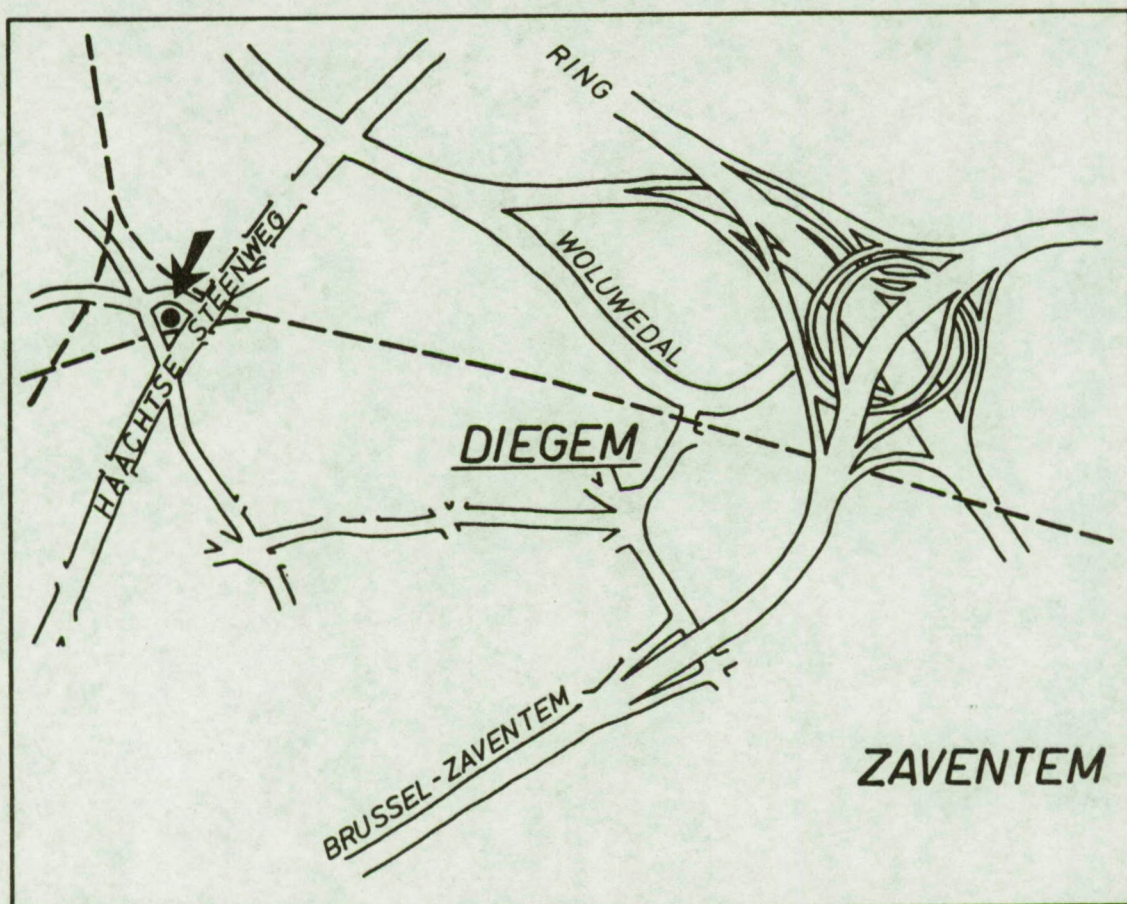 RING
HAACHTSE STEENWEG
WOLUWEDAL
DIEGEM
BRUSSEL-ZAVENTEM
ZAVENTEM